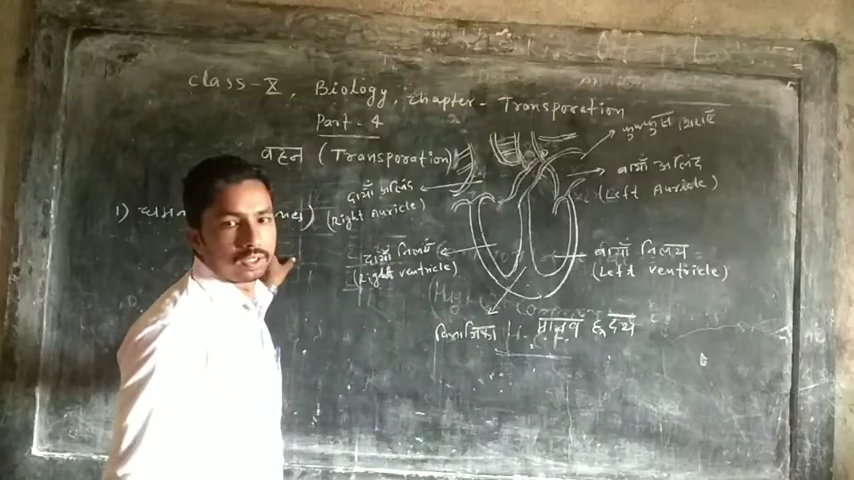 class-X, Biology, chapter- Transporation
Part-4
वहन (Transporation)
फुफ्फुस शिराएँ
दायाँ अलिंद
(Right Auricle)
बायाँ अलिंद
(Left Auricle)
1)
दायाँ निलय
(Right ventricle)
बायाँ निलय
(Left ventricle)
मानव हृदय